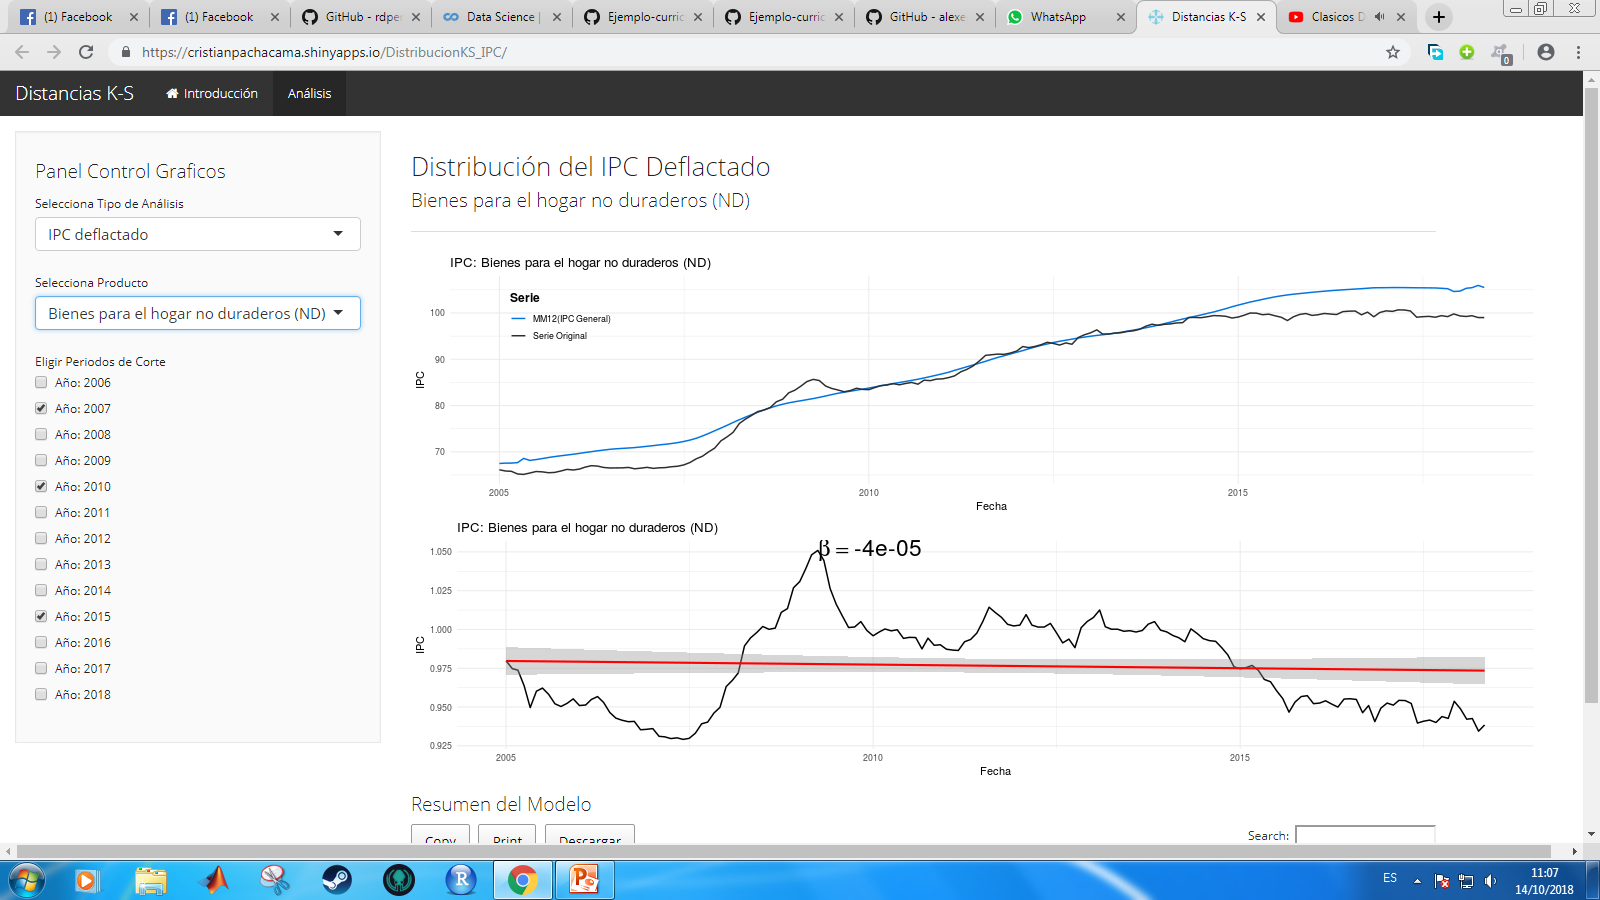 (1) Facebook
(1) Facebook
GitHub - rdpe
Data Science |
Ejemplo-curric
Ejemplo-curric
GitHub - alexe
WhatsApp
Distancias K-S
Clasicos D
https://cristianpachacama.shinyapps.io/DistribucionKS_IPC/
0
Distancias K-S
Introducción
Análisis
Panel Control Graficos
Selecciona Tipo de Análisis
IPC deflactado
Selecciona Producto
Bienes para el hogar no duraderos (ND)
Eligir Periodos de Corte
Año: 2006
Año: 2007
Año: 2008
Año: 2009
Año: 2010
Año: 2011
Año: 2012
Año: 2013
Año: 2014
Año: 2015
Año: 2016
Año: 2017
Año: 2018
Distribución del IPC Deflactado
Bienes para el hogar no duraderos (ND)
IPC: Bienes para el hogar no duraderos (ND)
Serie
MM12(IPC General)
Serie Original
100
90
80
70
IPC
2005
2010
2015
Fecha
IPC: Bienes para el hogar no duraderos (ND)
β = -4e-05
1.050
1.025
1.000
0.975
0.950
0.925
IPC
2005
2010
2015
Fecha
Resumen del Modelo
Copy
Print
Descargar
Search:
ES
11:07
14/10/2018